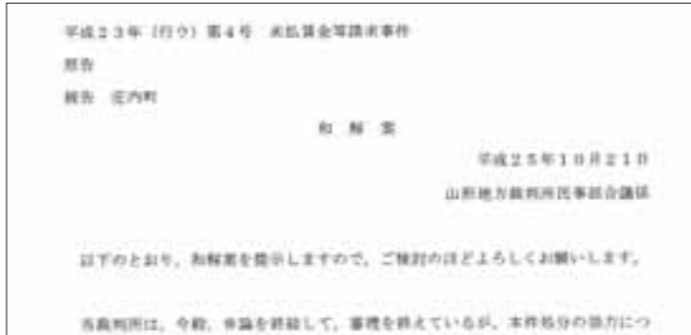 平成23年(行ウ)第4号 未払賃金等請求事件
原告
被告 庄内町
和解案
平成25年10月21日
山形地方裁判所民事部合議係
以下のとおり、和解案を提示しますので、ご検討のほどよろしくお願いします。
当裁判所は、今般、弁論を終結して、審理を終えているが、本件処分の効力につ